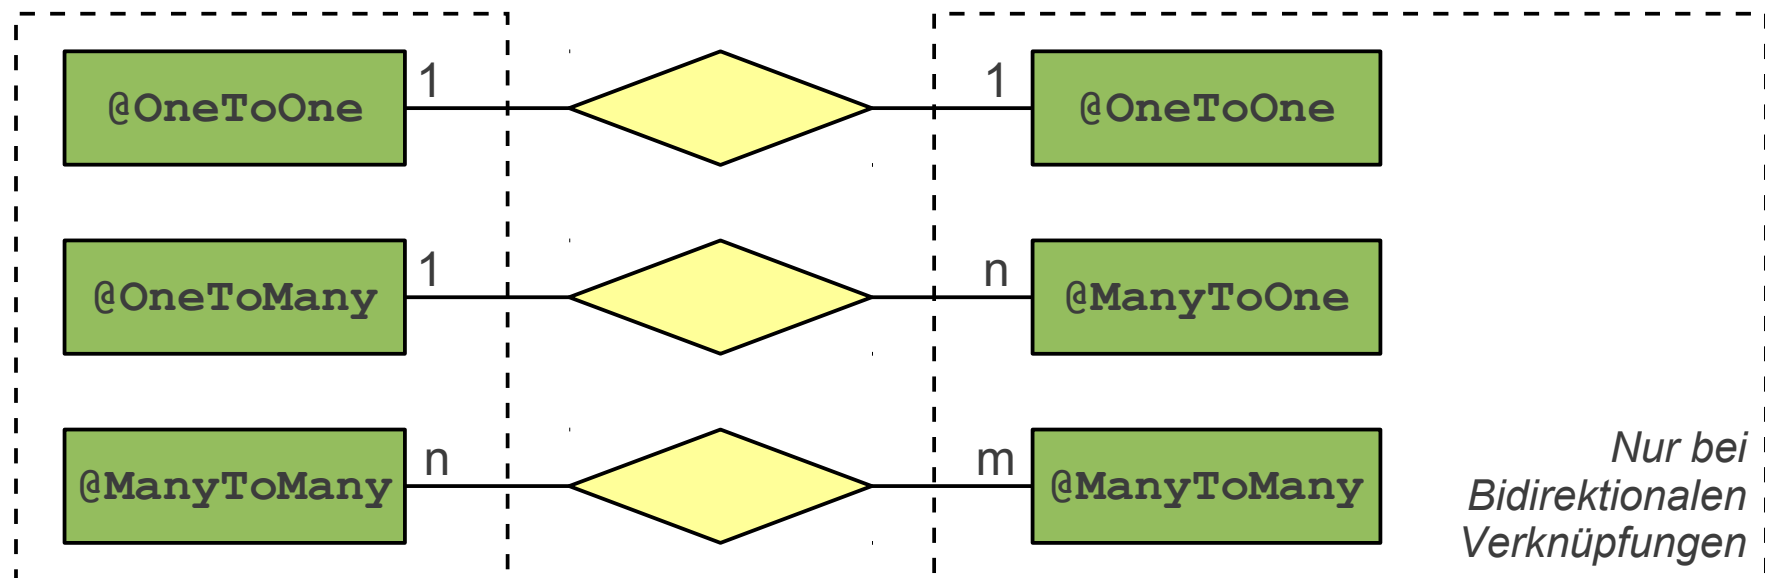 @OneToOne 1 1 @OneToOne
@OneToMany 1 n @ManyToOne
@ManyToMany n m @ManyToMany
Nur bei
Bidirektionalen
Verknüpfungen